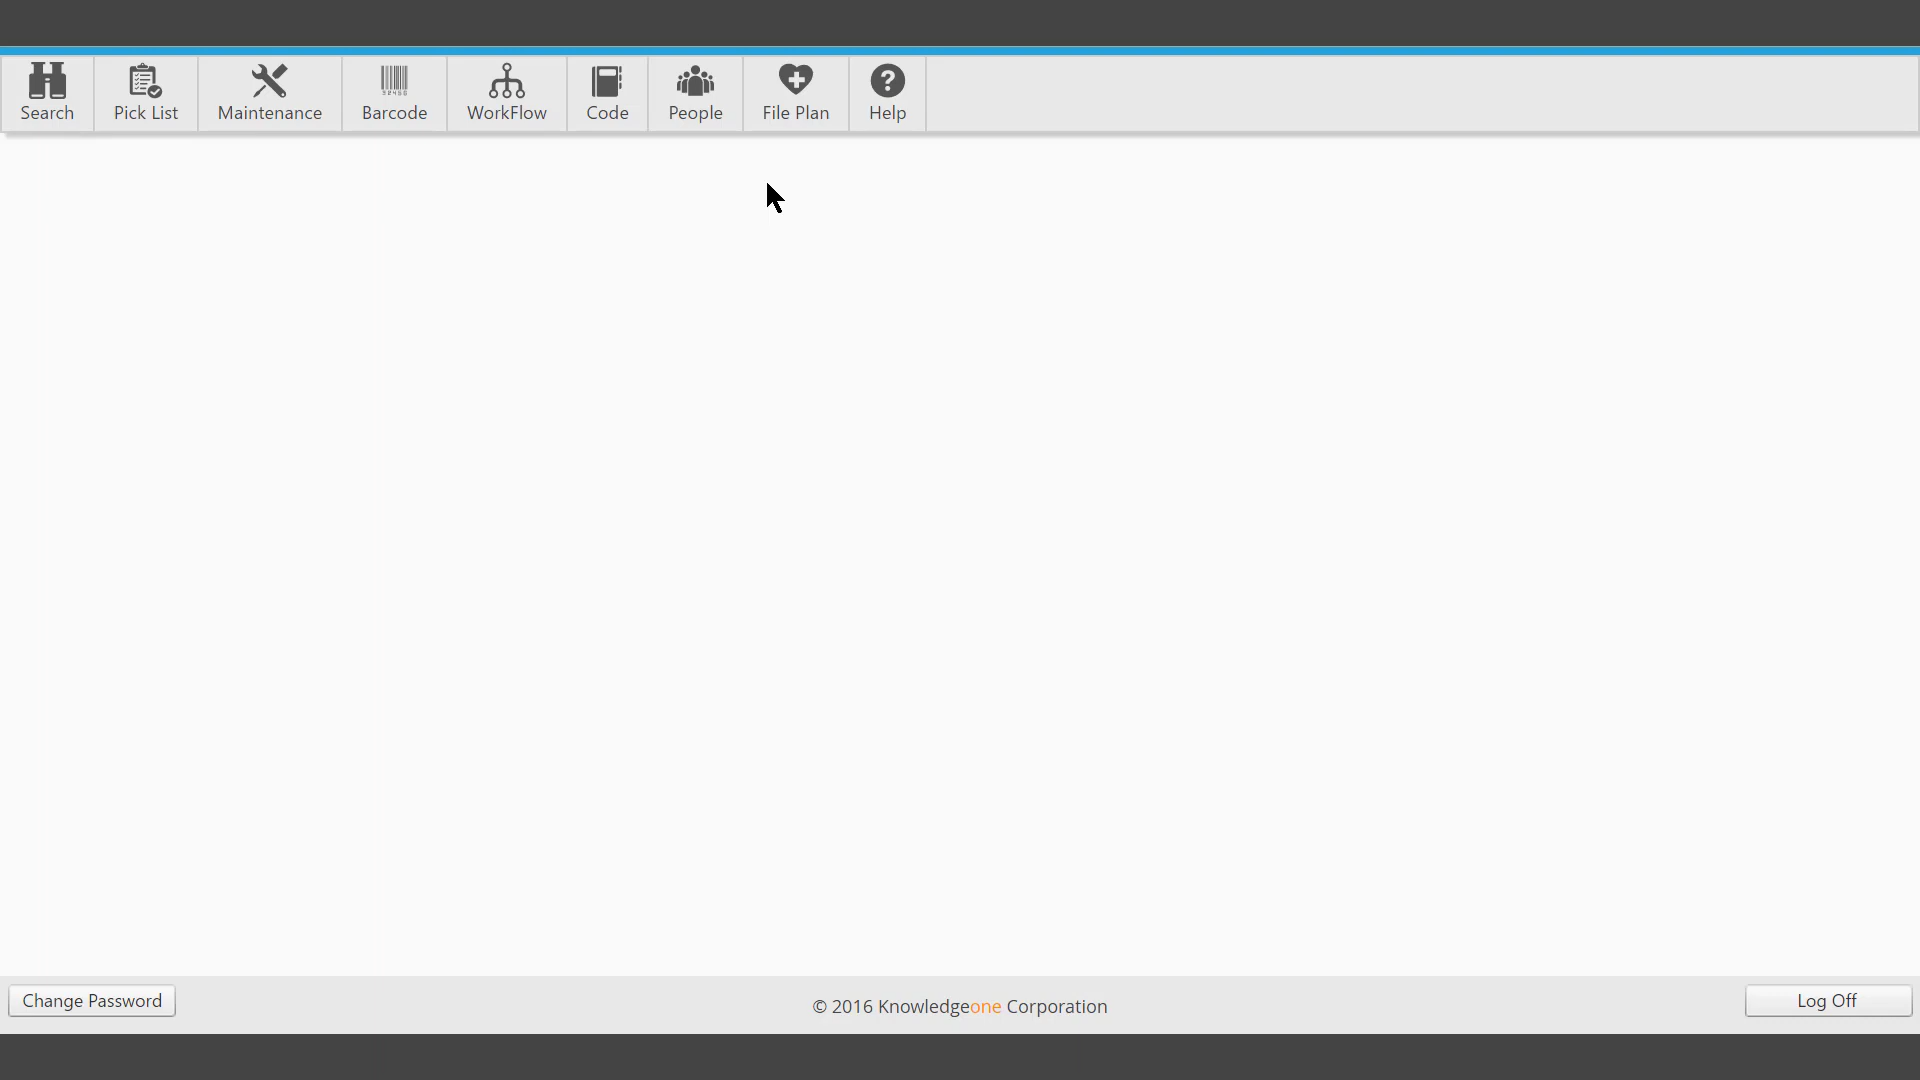 Search
Pick List
Maintenance
Barcode
WorkFlow
Code
People
File Plan
Help
Change Password
© 2016 Knowledgeone Corporation
Log Off